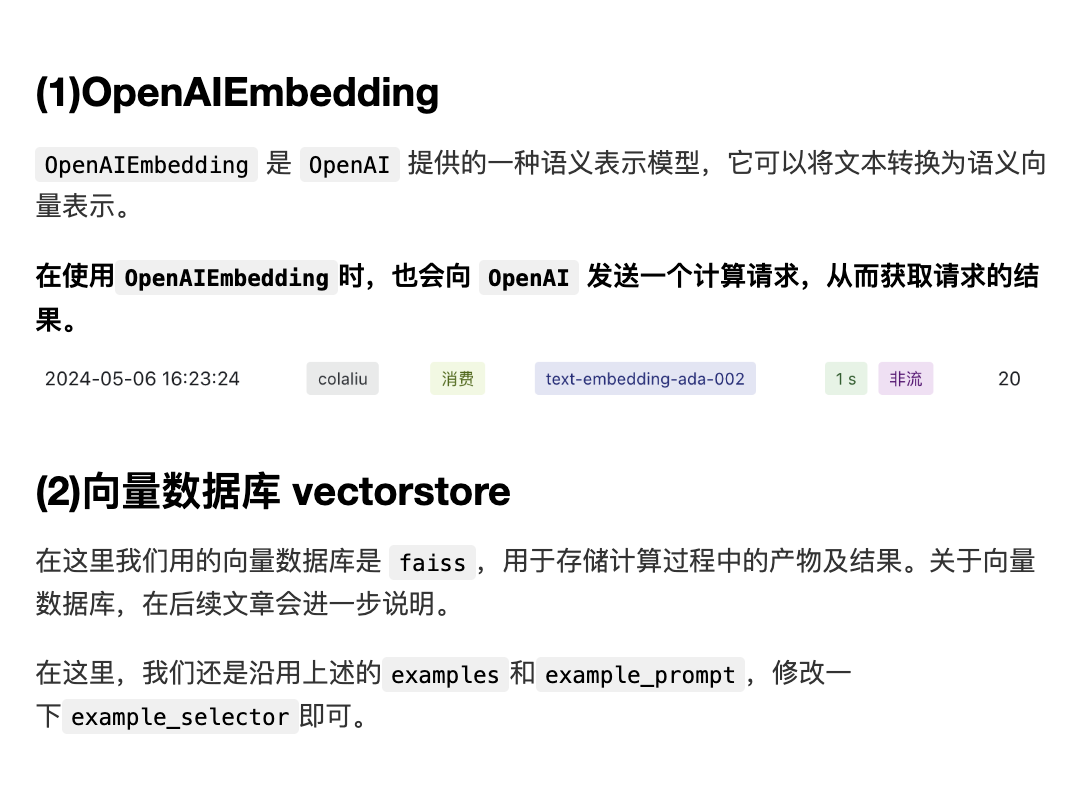 (1)OpenAIEmbedding
OpenAIEmbedding 是 OpenAI 提供的一种语义表示模型，它可以将文本转换为语义向
量表示。
在使用OpenAIEmbedding时，也会向 OpenAI 发送一个计算请求，从而获取请求的结
果。
2024-05-06 16:23:24 colaliu 消费 text-embedding-ada-002 1 s 非流 20
(2)向量数据库 vectorstore
在这里我们用的向量数据库是 faiss ，用于存储计算过程中的产物及结果。关于向量
数据库，在后续文章会进一步说明。
在这里，我们还是沿用上述的examples和example_prompt，修改一
下example_selector即可。